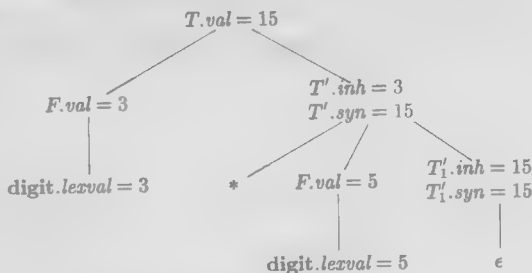 T.val = 15
F.val = 3
T′.inh = 3
T′.syn = 15
digit.lexval = 3
*
F.val = 5
T′₁.inh = 15
T′₁.syn = 15
digit.lexval = 5
ϵ